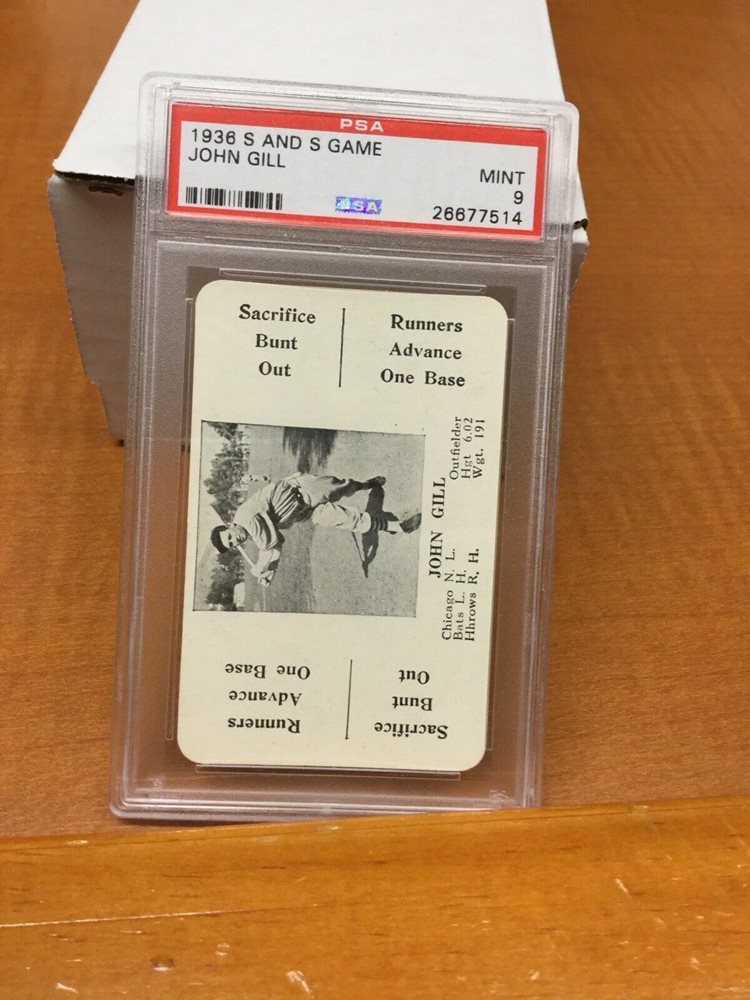 PSA
1936 S AND S GAME
JOHN GILL
MINT
9
PSA
26677514
Sacrifice
Bunt
Out
Runners
Advance
One Base
JOHN GILL
Chicago N. L.
Outfielder
Bats L. H.
Hgt 6.02
Hhrows R. H.
Wgt. 191
Sacrifice
Bunt
Out
Runners
Advance
One Base